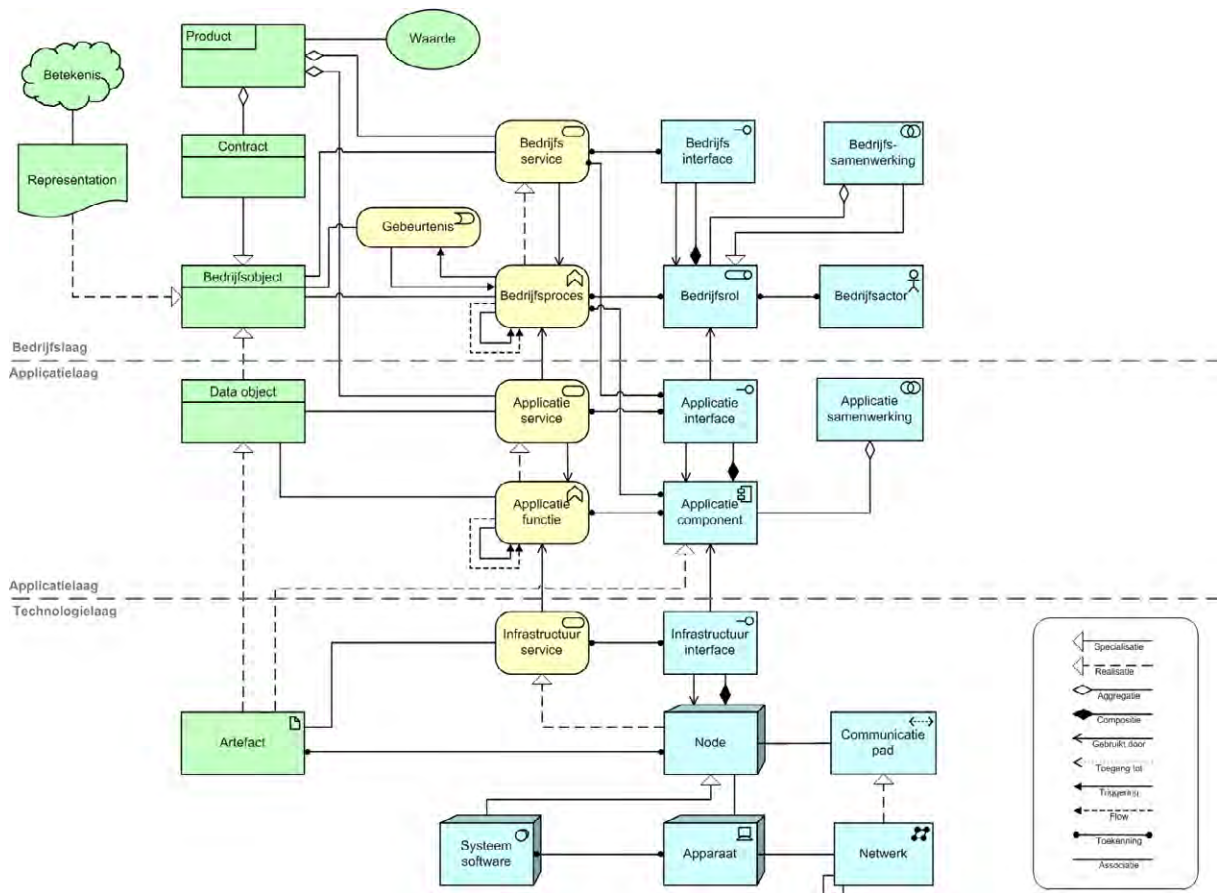 Product
Waarde
Betekenis
Contract
Representation
Bedrijfs
service
Bedrijfs
interface
Bedrijfs-
samenwerking
Gebeurtenis
Bedrijfsobject
Bedrijfsproces
Bedrijfsrol
Bedrijfsactor
Bedrijfslaag
Applicatielaag
Data object
Applicatie
service
Applicatie
interface
Applicatie
samenwerking
Applicatie
functie
Applicatie
component
Applicatielaag
Technologielaag
Infrastructuur
service
Infrastructuur
interface
Artefact
Node
Communicatie
pad
Systeem
software
Apparaat
Netwerk
Specialisatie
Realisatie
Aggregatie
Compositie
Gebruikt door
Toegang tot
Triggering
Flow
Toekenning
Associatie